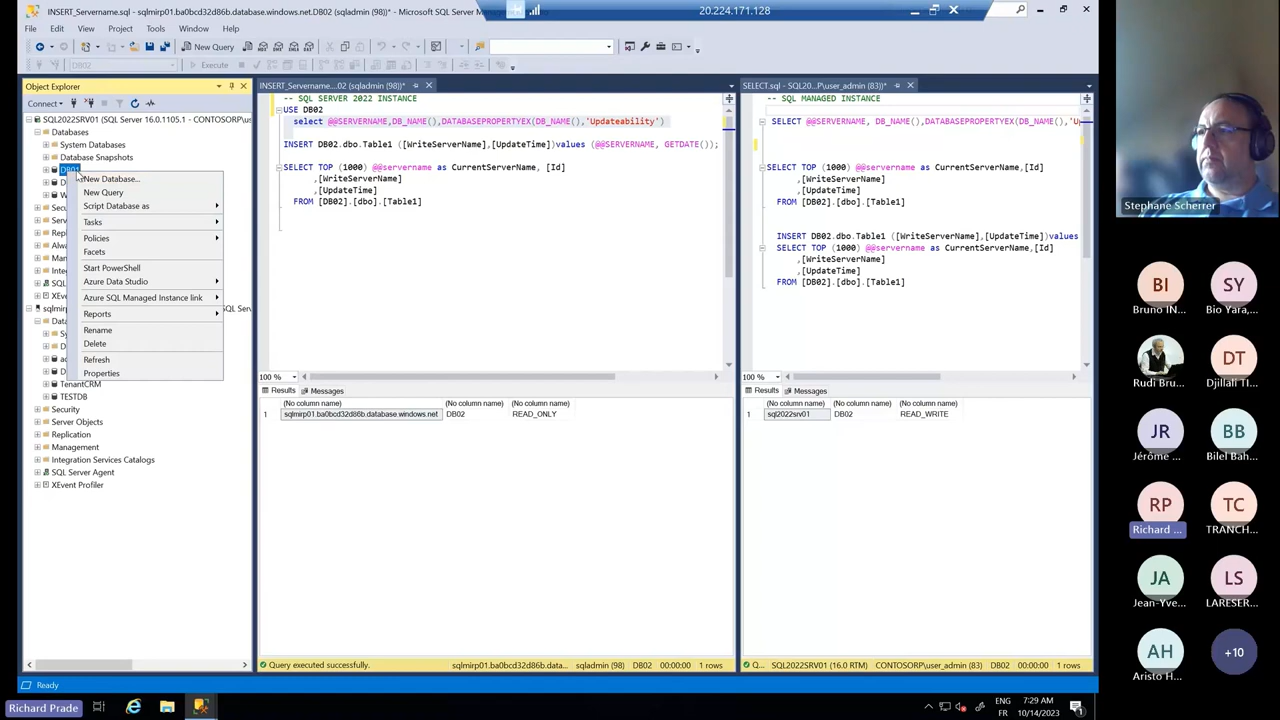 INSERT_Servername.sql - sqlmirp01.ba0bcd32d86b.database.windows.net.DB02 (sqladmin (98))* - Microsoft SQL Server
20.224.171.128
File Edit View Project Tools Window Help
New Query
DB02
Execute
Object Explorer
Connect
SQL2022SRV01 (SQL Server 16.0.1105.1 - CONTOSORP\us
Databases
System Databases
Database Snapshots
DB01
New Database...
New Query
Script Database as
Tasks
Policies
Facets
Start PowerShell
Azure Data Studio
Azure SQL Managed Instance link
Reports
Rename
Delete
Refresh
Properties
TenantCRM
TESTDB
Security
Server Objects
Replication
Management
Integration Services Catalogs
SQL Server Agent
XEvent Profiler
INSERT_Servername....02 (sqladmin (98))*
-- SQL SERVER 2022 INSTANCE
USE DB02
select @@SERVERNAME,DB_NAME(),DATABASEPROPERTYEX(DB_NAME(),'Updateability')
INSERT DB02.dbo.Table1 ([WriteServerName],[UpdateTime])values (@@SERVERNAME, GETDATE());
SELECT TOP (1000) @@servername as CurrentServerName, [Id]
,[WriteServerName]
,[UpdateTime]
FROM [DB02].[dbo].[Table1]
100 %
Results Messages
(No column name) (No column name) (No column name)
1 sqlmirp01.ba0bcd32d86b.database.windows.net DB02 READ_ONLY
Query executed successfully. sqlmirp01.ba0bcd32d86b.data... sqladmin (98) DB02 00:00:00 1 rows
SELECT.sql - SQL20...P\user_admin (83))*
-- SQL MANAGED INSTANCE
SELECT @@SERVERNAME, DB_NAME(),DATABASEPROPERTYEX(DB_NAME(),'U
SELECT TOP (1000) @@servername as CurrentServerName,[Id]
,[WriteServerName]
,[UpdateTime]
FROM [DB02].[dbo].[Table1]
INSERT DB02.dbo.Table1 ([WriteServerName],[UpdateTime])values
SELECT TOP (1000) @@servername as CurrentServerName,[Id]
,[WriteServerName]
,[UpdateTime]
FROM [DB02].[dbo].[Table1]
100 %
Results Messages
(No column name) (No column name) (No column name)
1 sql2022srv01 DB02 READ_WRITE
Q... SQL2022SRV01 (16.0 RTM) CONTOSORP\user_admin (83) DB02 00:00:00 1 rows
Ready
Richard Prade
ENG
FR
7:29 AM
10/14/2023
1
Stephane Scherrer
BI
Bruno IN...
SY
Bio Yara,...
Rudi Bru...
DT
Djillali TI...
JR
Jérôme ...
BB
Bilel Bah...
RP
Richard ...
TC
TRANCH...
JA
Jean-Yve...
LS
LARESER...
AH
Aristo H...
+10